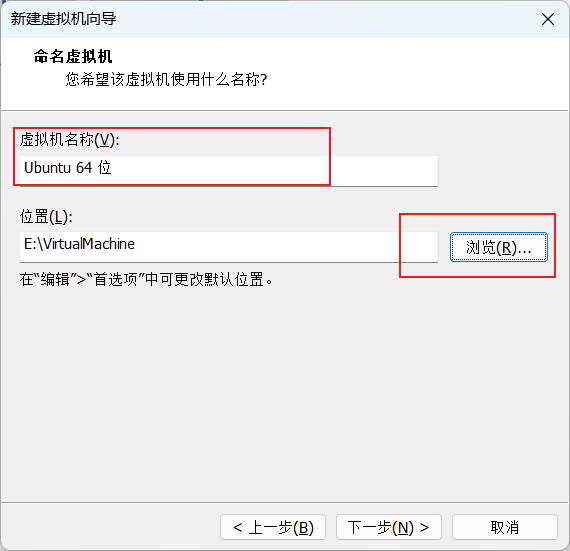 新建虚拟机向导
命名虚拟机
您希望该虚拟机使用什么名称?
虚拟机名称(V):
Ubuntu 64 位
位置(L):
E:\VirtualMachine
浏览(R)...
在“编辑”>“首选项”中可更改默认位置。
< 上一步(B)
下一步(N) >
取消